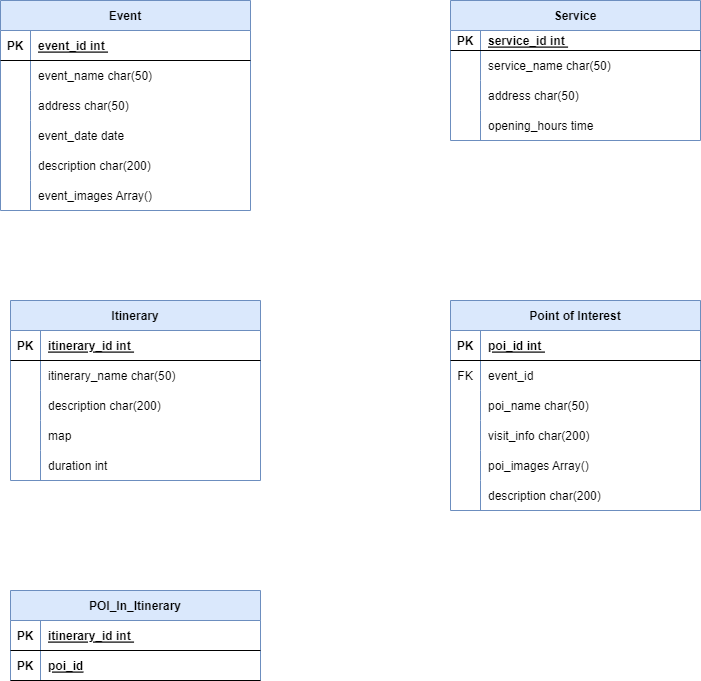 Event
PK event_id int
event_name char(50)
address char(50)
event_date date
description char(200)
event_images Array()
Service
PK service_id int
service_name char(50)
address char(50)
opening_hours time
Itinerary
PK itinerary_id int
itinerary_name char(50)
description char(200)
map
duration int
Point of Interest
PK poi_id int
FK event_id
poi_name char(50)
visit_info char(200)
poi_images Array()
description char(200)
POI_In_Itinerary
PK itinerary_id int
PK poi_id